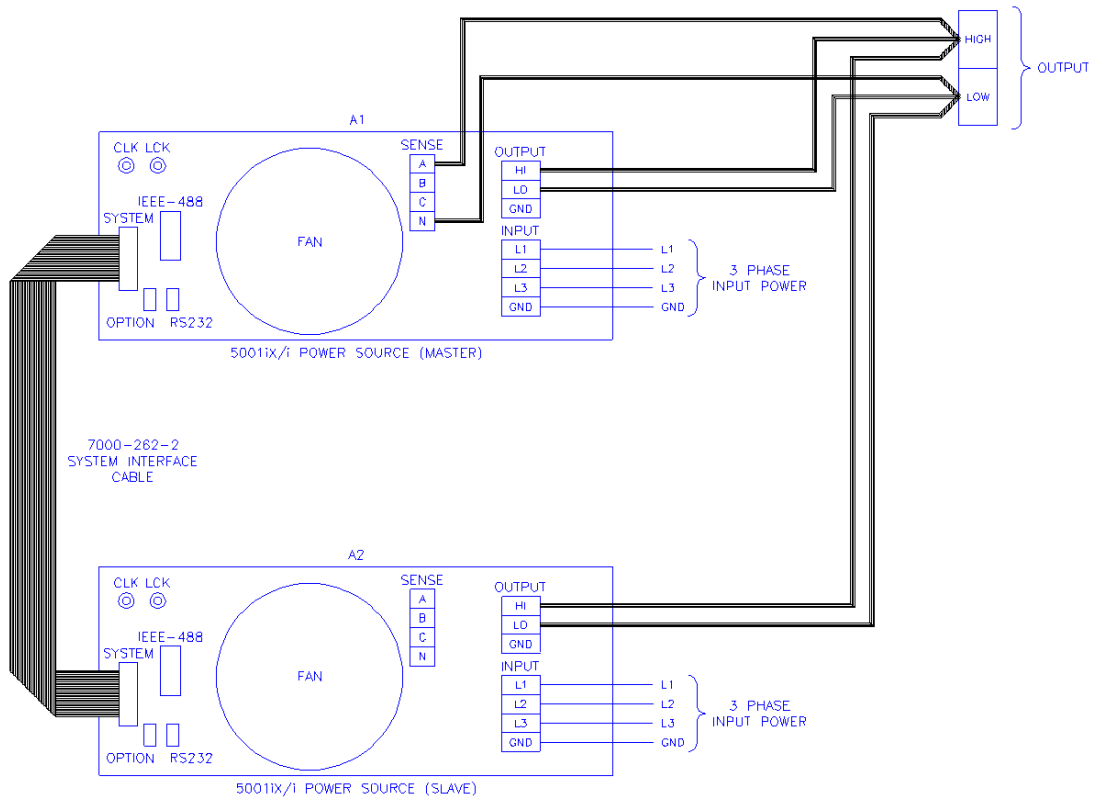 HIGH
OUTPUT
LOW
A1
CLK LCK
SENSE
A
B
C
N
OUTPUT
HI
LO
GND
IEEE-488
SYSTEM
FAN
INPUT
L1
L2
L3
GND
L1
L2
L3
GND
3 PHASE
INPUT POWER
OPTION RS232
5001iX/i POWER SOURCE (MASTER)
7000-262-2
SYSTEM INTERFACE
CABLE
A2
CLK LCK
SENSE
A
B
C
N
OUTPUT
HI
LO
GND
IEEE-488
SYSTEM
FAN
INPUT
L1
L2
L3
GND
L1
L2
L3
GND
3 PHASE
INPUT POWER
OPTION RS232
5001iX/i POWER SOURCE (SLAVE)